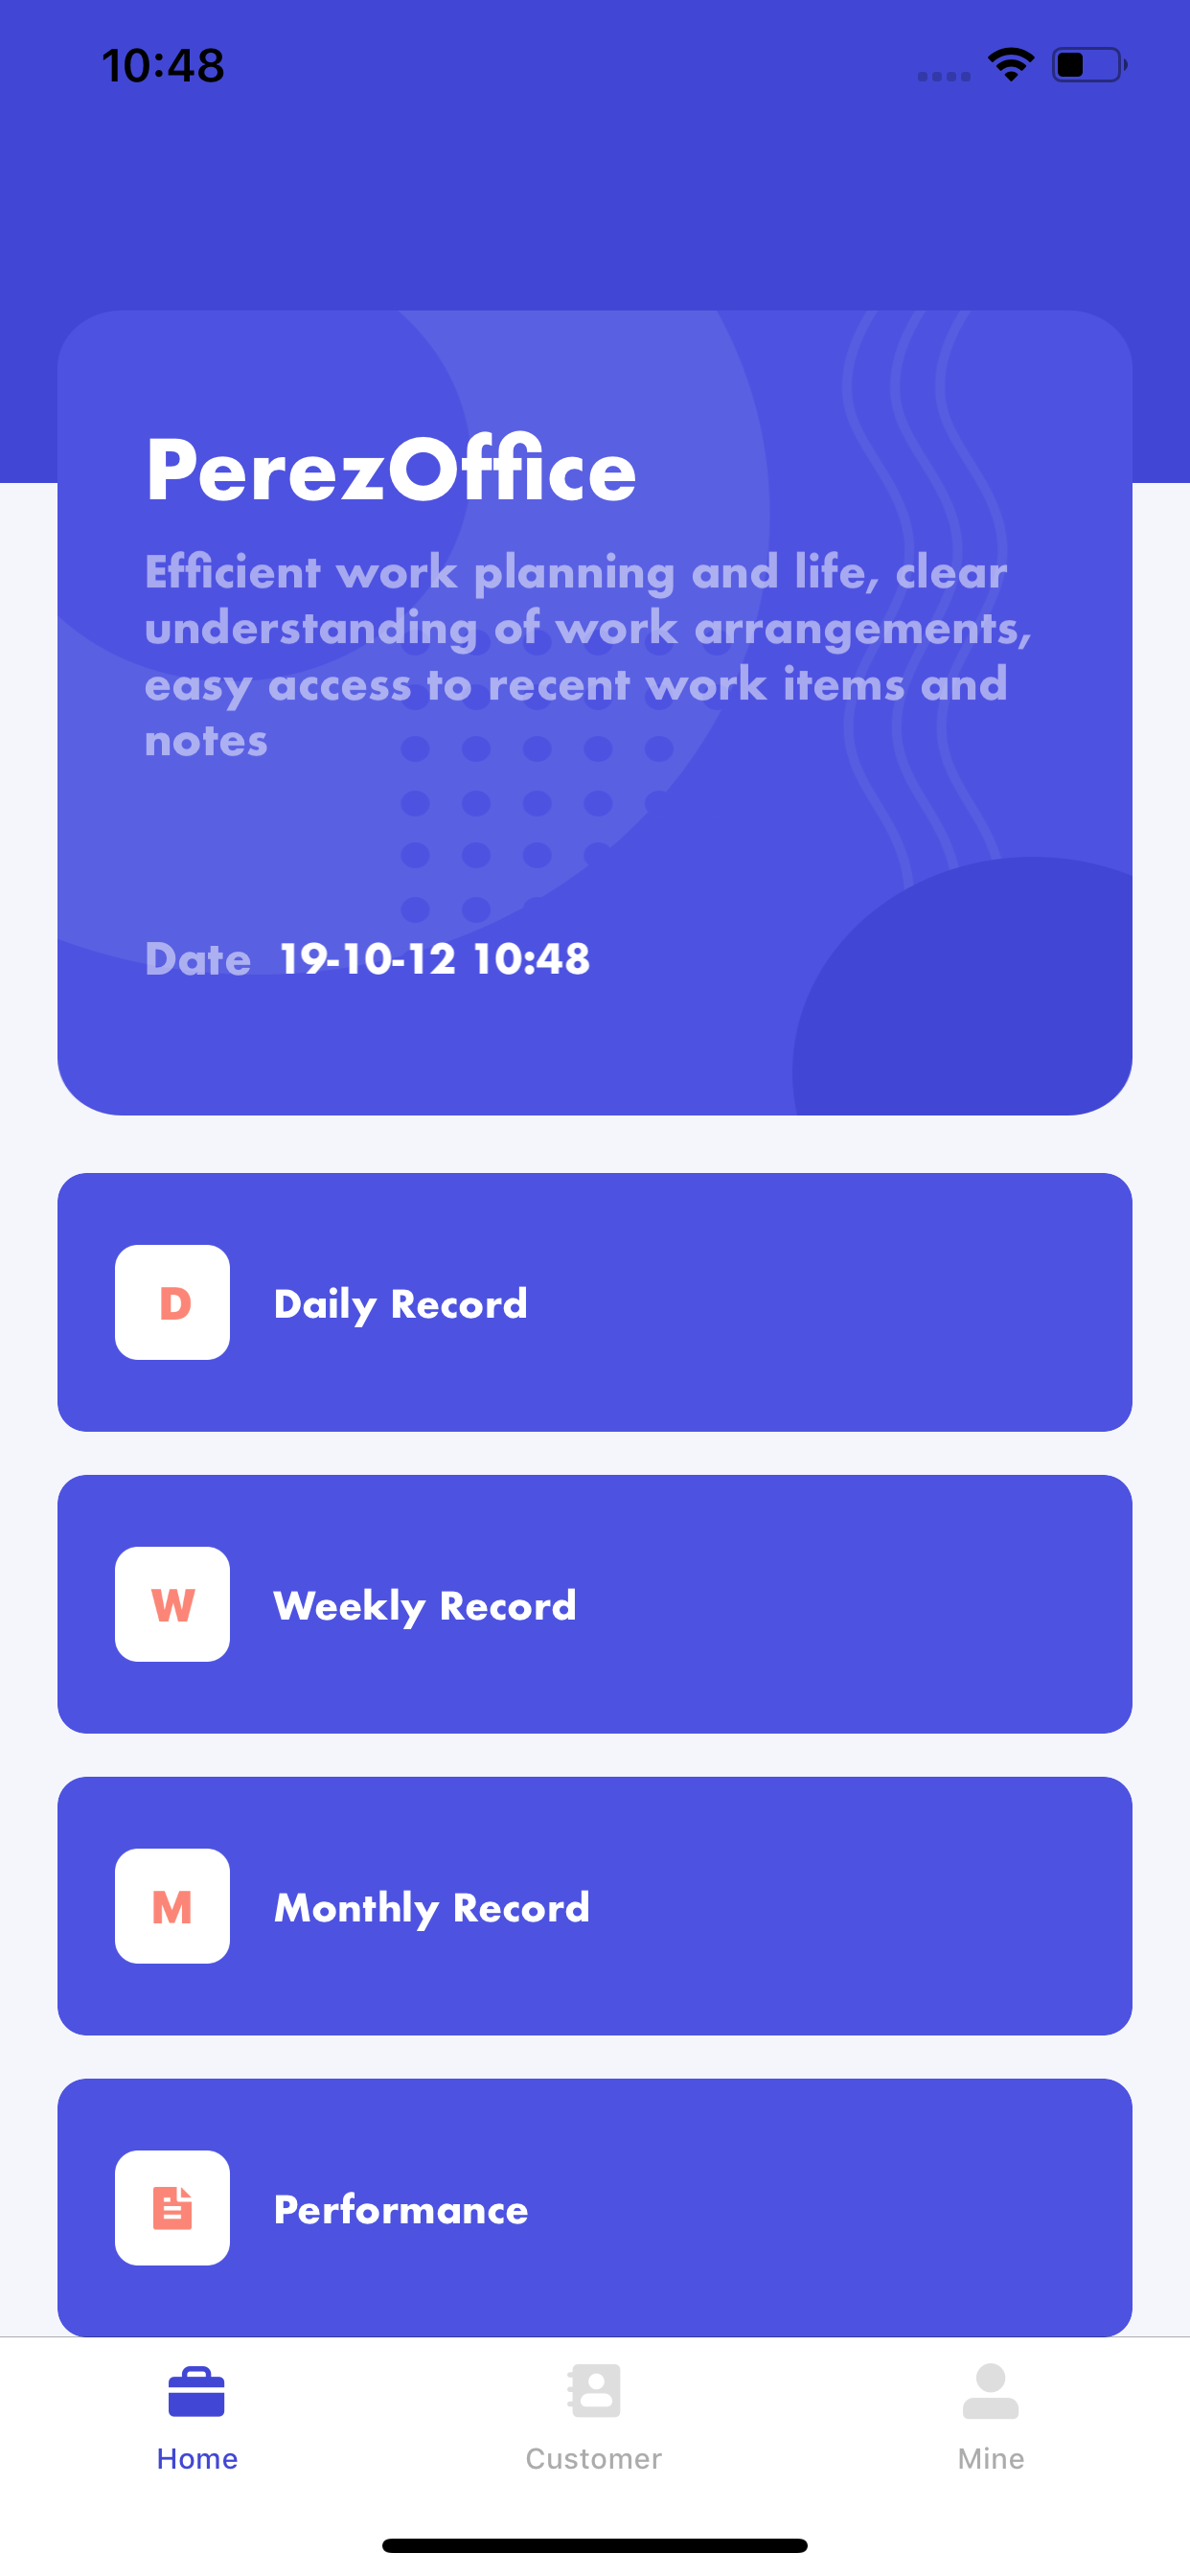 10:48
PerezOffice
Efficient work planning and life, clear
understanding of work arrangements,
easy access to recent work items and
notes
Date 19-10-12 10:48
D Daily Record
W Weekly Record
M Monthly Record
Performance
Home Customer Mine